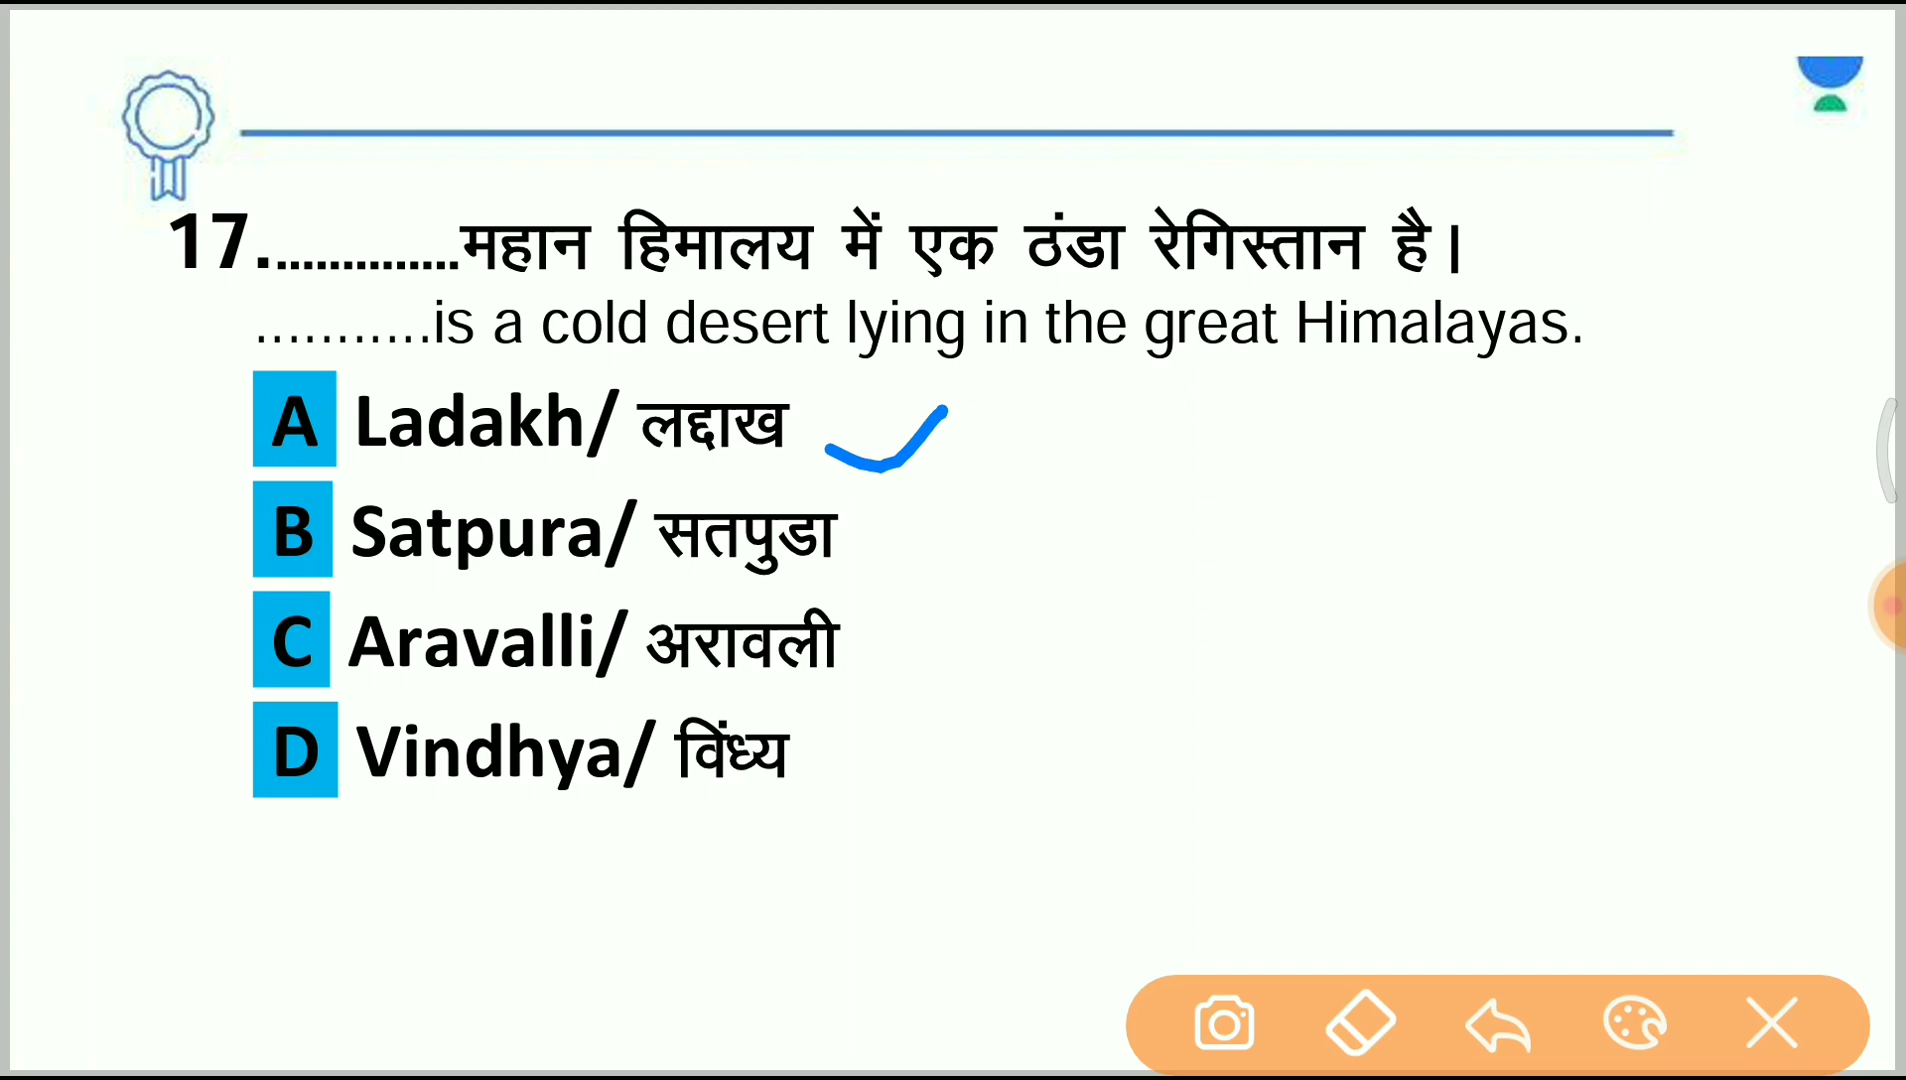 17...............महान हिमालय में एक ठंडा रेगिस्तान है।
...........is a cold desert lying in the great Himalayas.
A Ladakh/ लद्दाख
B Satpura/ सतपुडा
C Aravalli/ अरावली
D Vindhya/ विंध्य